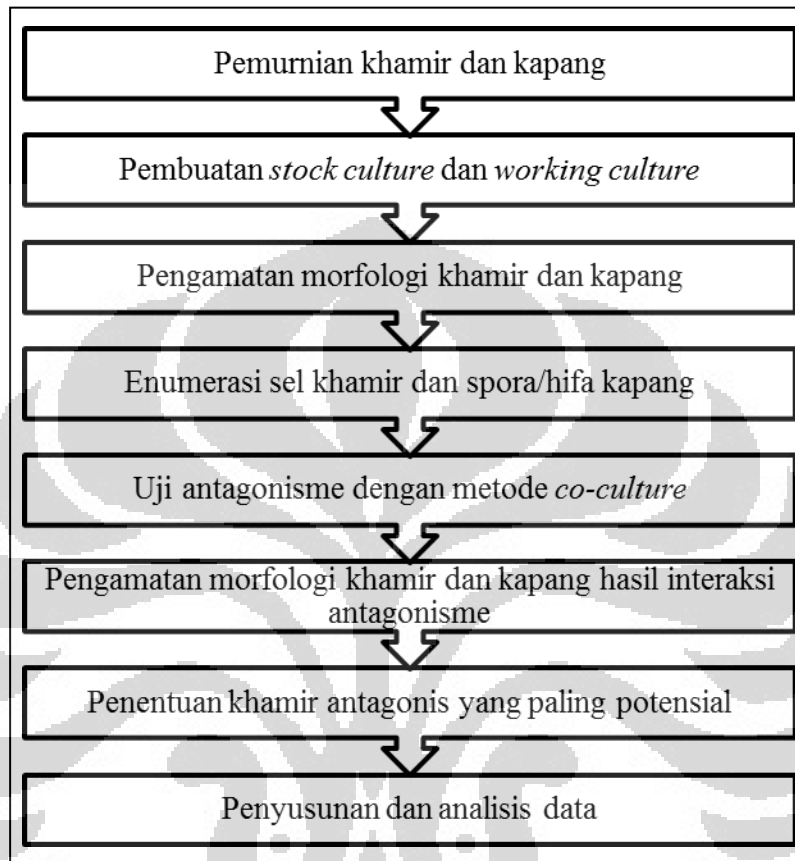 Pemurnian khamir dan kapang
Pembuatan stock culture dan working culture
Pengamatan morfologi khamir dan kapang
Enumerasi sel khamir dan spora/hifa kapang
Uji antagonisme dengan metode co-culture
Pengamatan morfologi khamir dan kapang hasil interaksi
antagonisme
Penentuan khamir antagonis yang paling potensial
Penyusunan dan analisis data